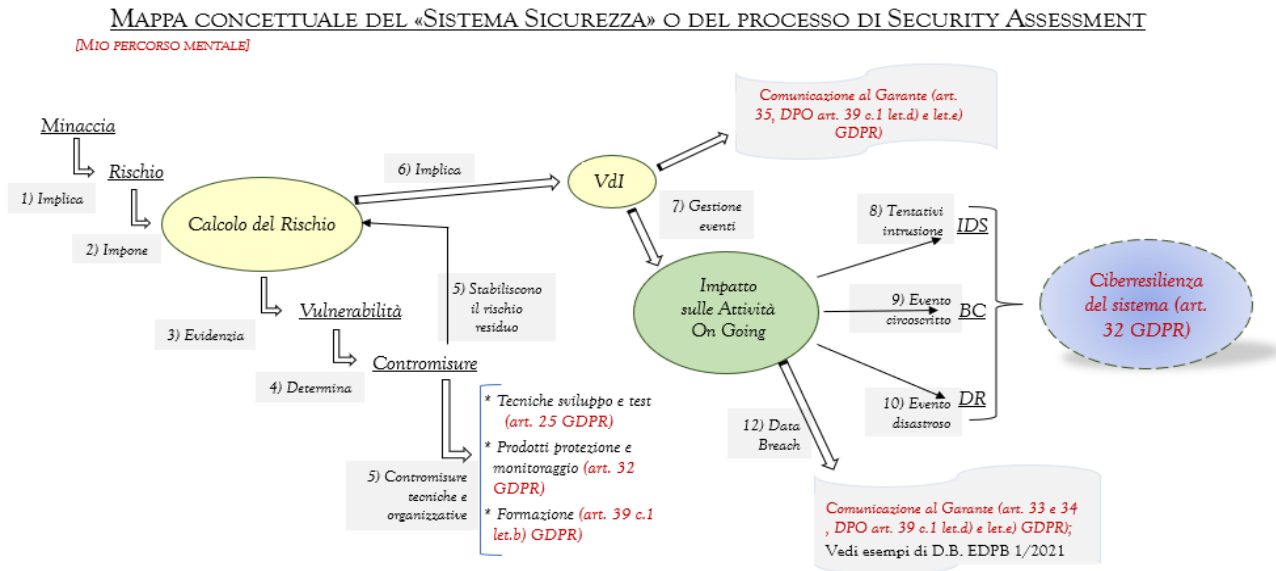 MAPPA CONCETTUALE DEL «SISTEMA SICUREZZA» O DEL PROCESSO DI SECURITY ASSESSMENT
[MIO PERCORSO MENTALE]
Minaccia
1) Implica
Rischio
2) Impone
Calcolo del Rischio
3) Evidenzia
Vulnerabilità
4) Determina
Contromisure
5) Stabiliscono
il rischio
residuo
5) Contromisure
tecniche e
organizzative
* Tecniche sviluppo e test
(art. 25 GDPR)
* Prodotti protezione e
monitoraggio (art. 32
GDPR)
* Formazione (art. 39 c.1
let.b) GDPR)
6) Implica
VdI
Comunicazione al Garante (art.
35, DPO art. 39 c.1 let.d) e let.e)
GDPR)
7) Gestione
eventi
Impatto
sulle Attività
On Going
8) Tentativi
intrusione
IDS
9) Evento
circoscritto
BC
10) Evento
disastroso
DR
Ciberresilienza
del sistema (art.
32 GDPR)
12) Data
Breach
Comunicazione al Garante (art. 33 e 34
, DPO art. 39 c.1 let.d) e let.e) GDPR);
Vedi esempi di D.B. EDPB 1/2021